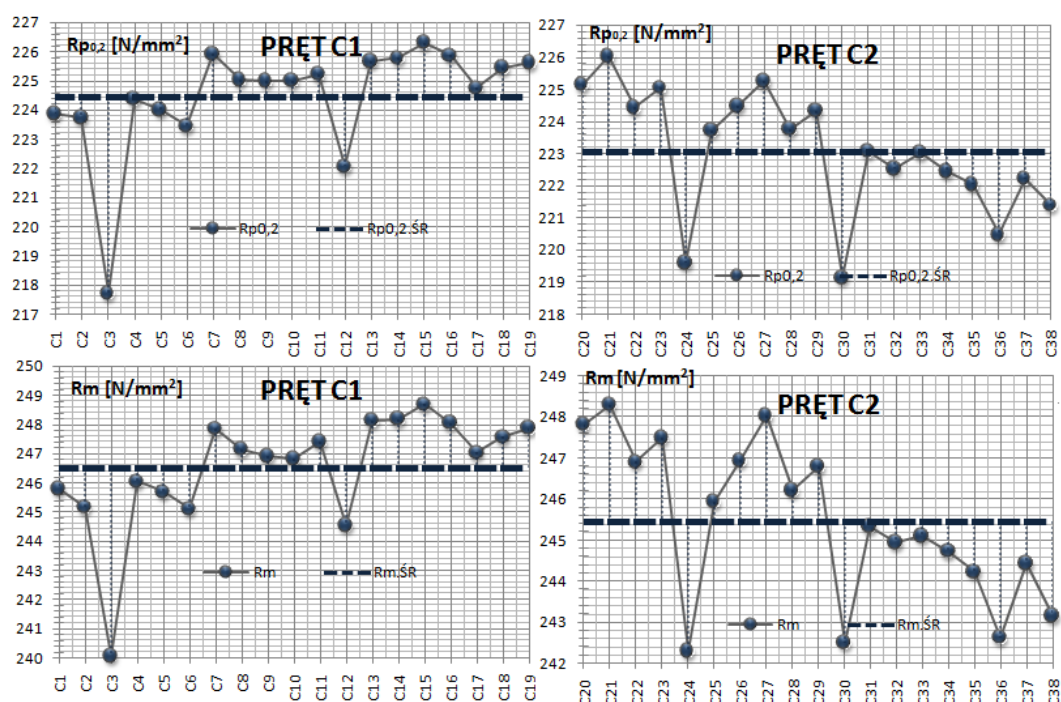 Rp0,2 [N/mm²]
PRĘT C1
227
226
225
224
223
222
221
220
219
218
217
Rp0,2
Rp0,2.ŚR
C1 C2 C3 C4 C5 C6 C7 C8 C9 C10 C11 C12 C13 C14 C15 C16 C17 C18 C19
Rp0,2 [N/mm²]
PRĘT C2
227
226
225
224
223
222
221
220
219
218
Rp0,2
Rp0,2.ŚR
C20 C21 C22 C23 C24 C25 C26 C27 C28 C29 C30 C31 C32 C33 C34 C35 C36 C37 C38
Rm [N/mm²]
PRĘT C1
250
249
248
247
246
245
244
243
242
241
240
Rm
Rm.ŚR
C1 C2 C3 C4 C5 C6 C7 C8 C9 C10 C11 C12 C13 C14 C15 C16 C17 C18 C19
Rm [N/mm²]
PRĘT C2
249
248
247
246
245
244
243
242
Rm
Rm.ŚR
C20 C21 C22 C23 C24 C25 C26 C27 C28 C29 C30 C31 C32 C33 C34 C35 C36 C37 C38